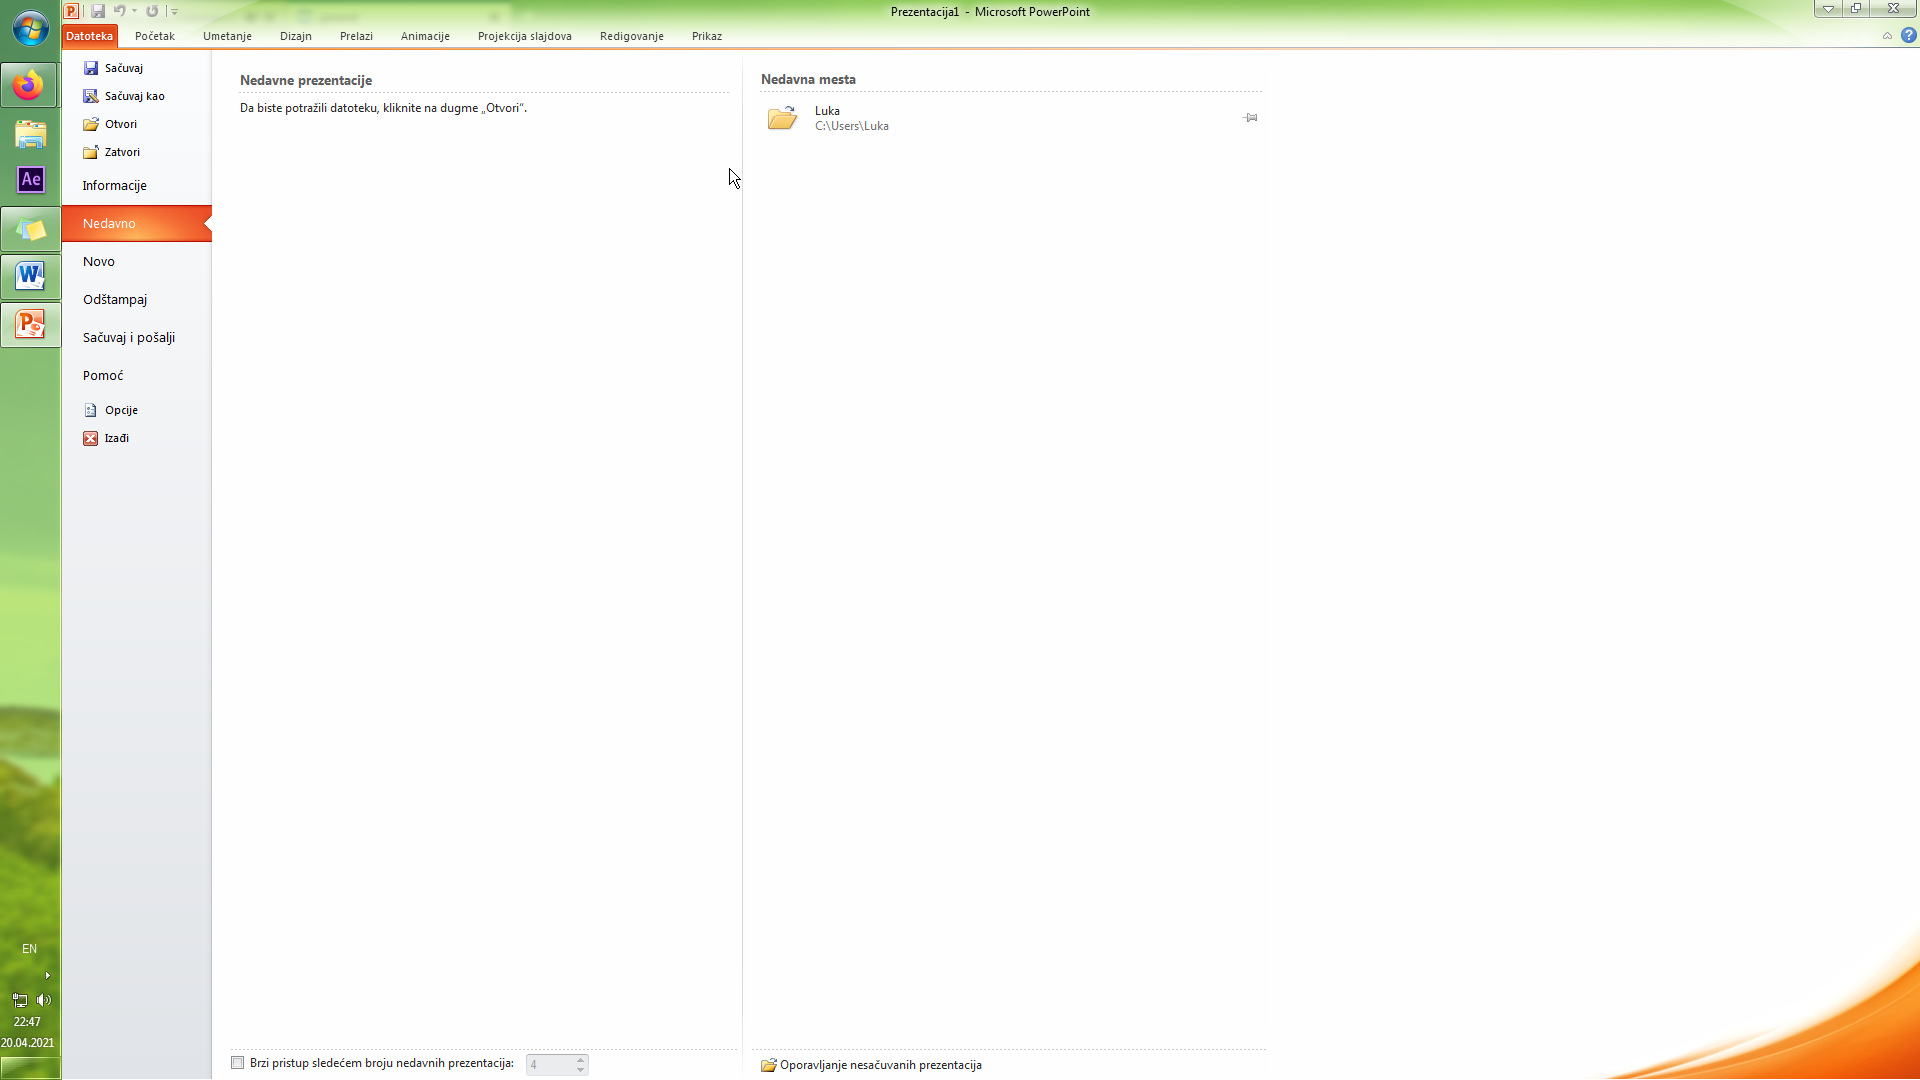 Prezentacija1 - Microsoft PowerPoint
Datoteka Početak Umetanje Dizajn Prelazi Animacije Projekcija slajdova Redigovanje Prikaz
Sačuvaj
Sačuvaj kao
Otvori
Zatvori
Informacije
Nedavno
Novo
Odštampaj
Sačuvaj i pošalji
Pomoć
Opcije
Izađi
Nedavne prezentacije
Da biste potražili datoteku, kliknite na dugme „Otvori“.
Brzi pristup sledećem broju nedavnih prezentacija: 4
Nedavna mesta
Luka
C:\Users\Luka
Oporavljanje nesačuvanih prezentacija
Ae
W
P
EN
22:47
20.04.2021